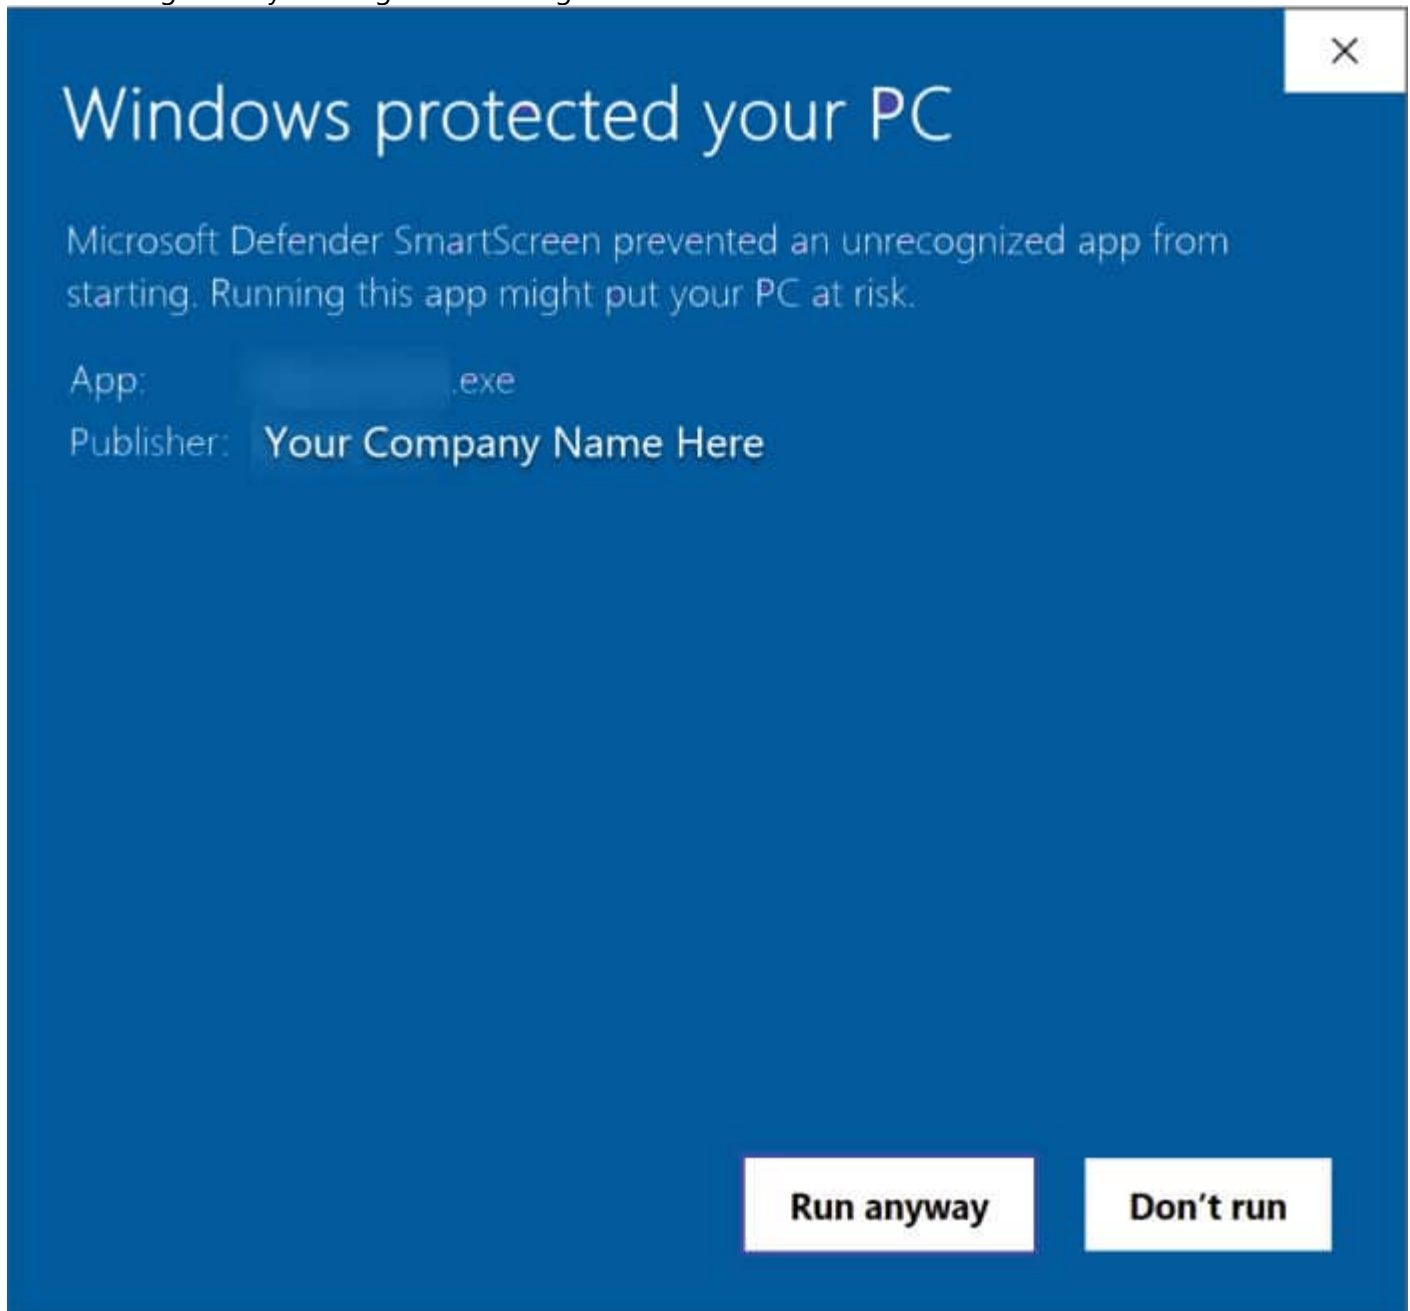 Windows protected your PC
Microsoft Defender SmartScreen prevented an unrecognized app from
starting. Running this app might put your PC at risk.
App: .exe
Publisher: Your Company Name Here
Run anyway
Don't run